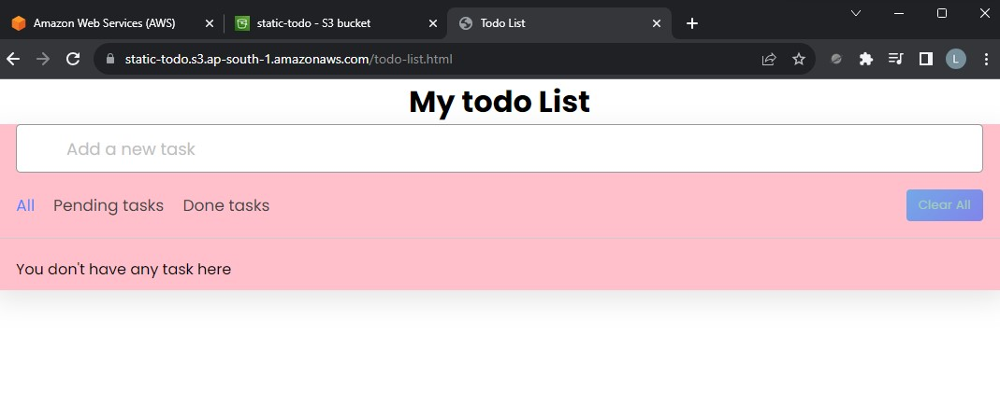 Amazon Web Services (AWS)
static-todo - S3 bucket
Todo List
static-todo.s3.ap-south-1.amazonaws.com/todo-list.html
L
My todo List
Add a new task
All
Pending tasks
Done tasks
Clear All
You don't have any task here